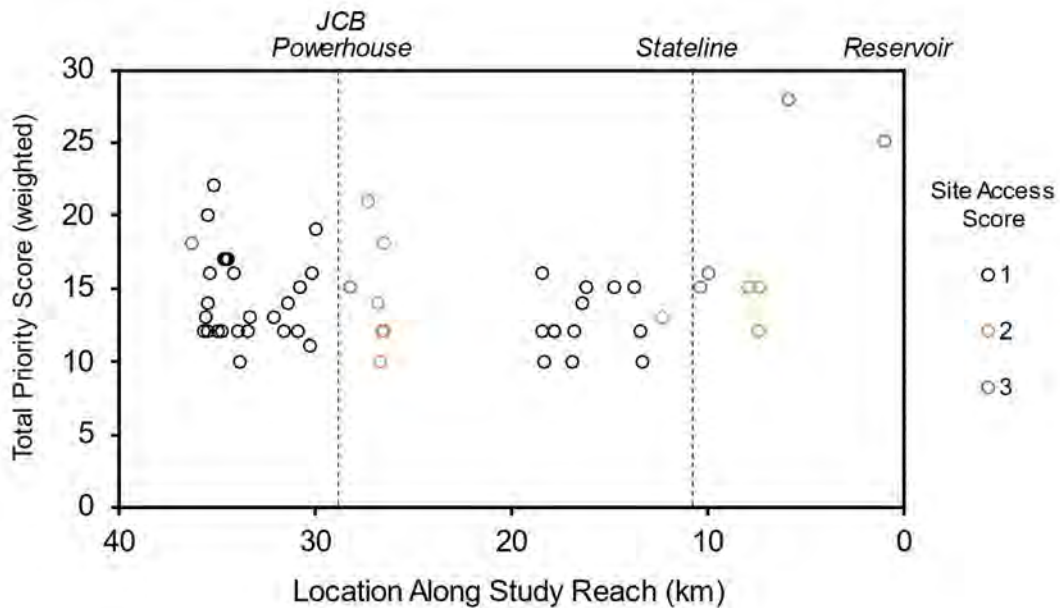 JCB
Powerhouse
Stateline
Reservoir
30
25
20
15
10
5
0
40
30
20
10
0
Total Priority Score (weighted)
Location Along Study Reach (km)
Site Access
Score
1
2
3